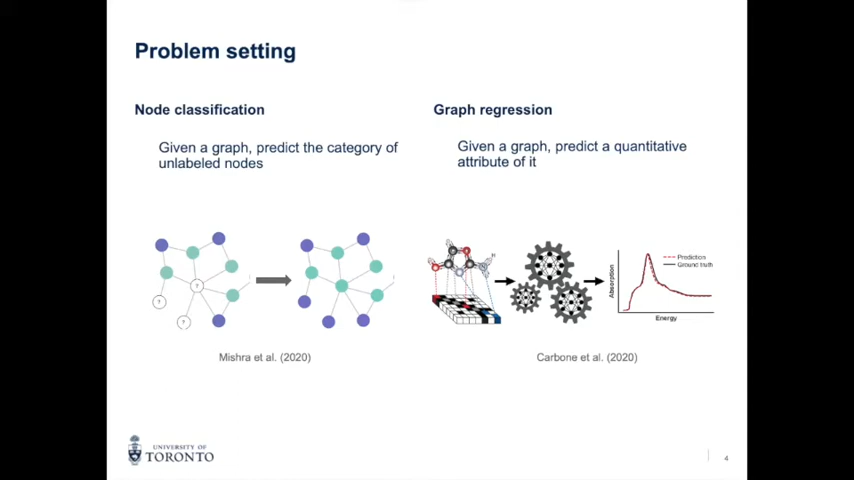 Problem setting
Node classification
Given a graph, predict the category of
unlabeled nodes
?
?
?
Mishra et al. (2020)
Graph regression
Given a graph, predict a quantitative
attribute of it
H
Prediction
Ground truth
Absorption
Energy
Carbone et al. (2020)
UNIVERSITY OF
TORONTO
4